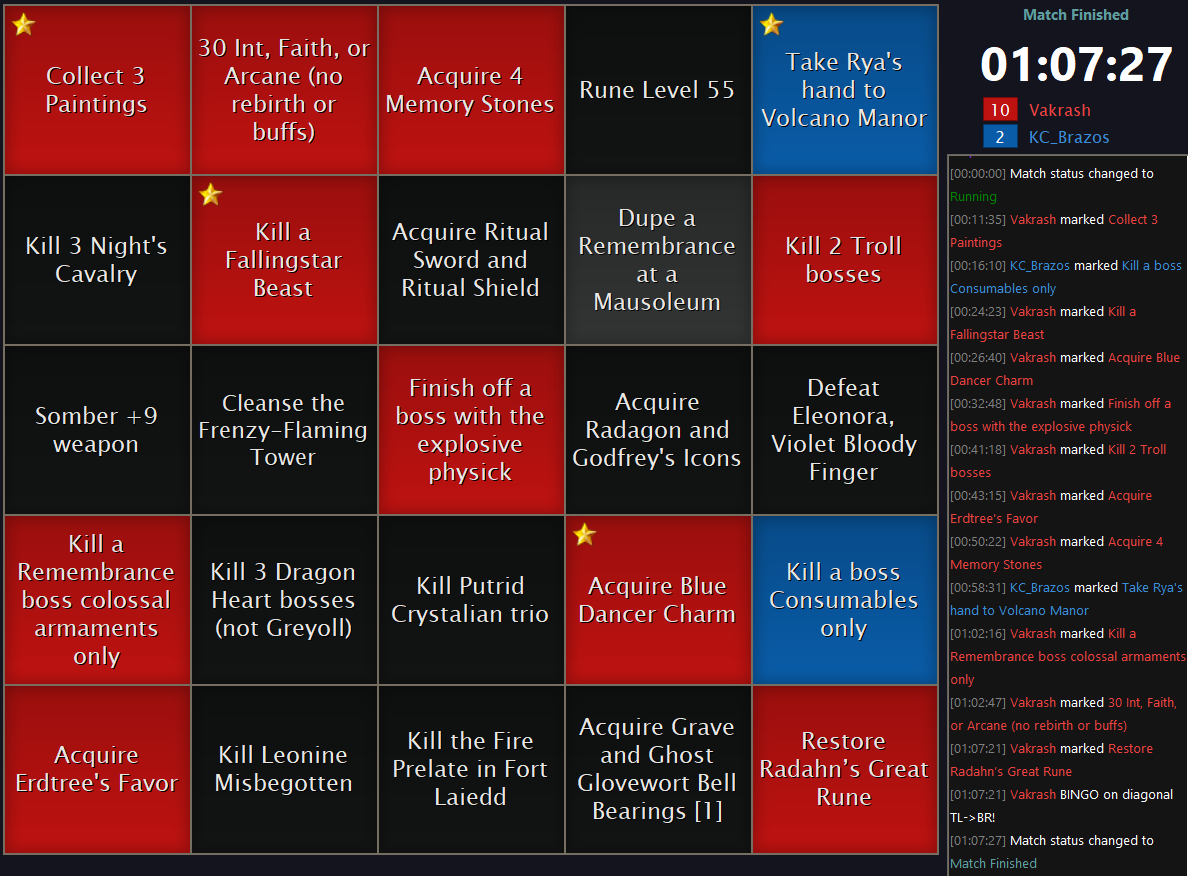 Collect 3
Paintings
30 Int, Faith, or
Arcane (no
rebirth or
buffs)
Acquire 4
Memory Stones
Rune Level 55
Take Rya's
hand to
Volcano Manor
Kill 3 Night's
Cavalry
Kill a
Fallingstar
Beast
Acquire Ritual
Sword and
Ritual Shield
Dupe a
Remembrance
at a
Mausoleum
Kill 2 Troll
bosses
Somber +9
weapon
Cleanse the
Frenzy-Flaming
Tower
Finish off a
boss with the
explosive
physick
Acquire
Radagon and
Godfrey's Icons
Defeat
Eleonora,
Violet Bloody
Finger
Kill a
Remembrance
boss colossal
armaments
only
Kill 3 Dragon
Heart bosses
(not Greyoll)
Kill Putrid
Crystalian trio
Acquire Blue
Dancer Charm
Kill a boss
Consumables
only
Acquire
Erdtree's Favor
Kill Leonine
Misbegotten
Kill the Fire
Prelate in Fort
Laiedd
Acquire Grave
and Ghost
Glovewort Bell
Bearings [1]
Restore
Radahn’s Great
Rune
Match Finished
01:07:27
10 Vakrash
2 KC_Brazos
[00:00:00] Match status changed to
Running
[00:11:35] Vakrash marked Collect 3
Paintings
[00:16:10] KC_Brazos marked Kill a boss
Consumables only
[00:24:23] Vakrash marked Kill a
Fallingstar Beast
[00:26:40] Vakrash marked Acquire Blue
Dancer Charm
[00:32:48] Vakrash marked Finish off a
boss with the explosive physick
[00:41:18] Vakrash marked Kill 2 Troll
bosses
[00:43:15] Vakrash marked Acquire
Erdtree's Favor
[00:50:22] Vakrash marked Acquire 4
Memory Stones
[00:58:31] KC_Brazos marked Take Rya's
hand to Volcano Manor
[01:02:16] Vakrash marked Kill a
Remembrance boss colossal armaments
only
[01:02:47] Vakrash marked 30 Int, Faith,
or Arcane (no rebirth or buffs)
[01:07:21] Vakrash marked Restore
Radahn's Great Rune
[01:07:21] Vakrash BINGO on diagonal
TL->BR!
[01:07:27] Match status changed to
Match Finished